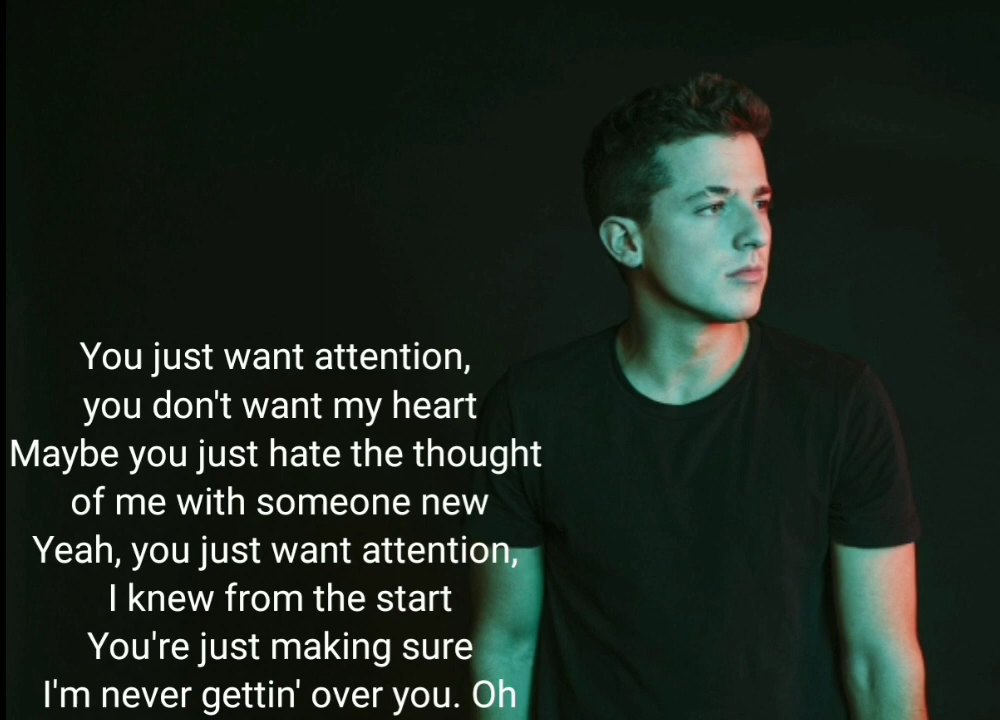 You just want attention,
you don't want my heart
Maybe you just hate the thought
of me with someone new
Yeah, you just want attention,
I knew from the start
You're just making sure
I'm never gettin' over you. Oh